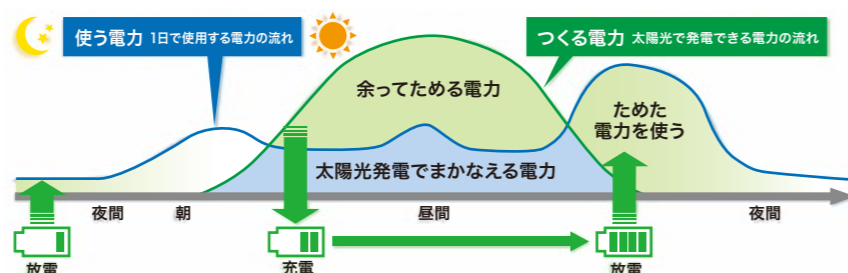 使う電力 1日で使用する電力の流れ
つくる電力 太陽光で発電できる電力の流れ
余ってためる電力
ためた
電力を使う
太陽光発電でまかなえる電力
夜間
朝
昼間
夜間
放電
充電
放電